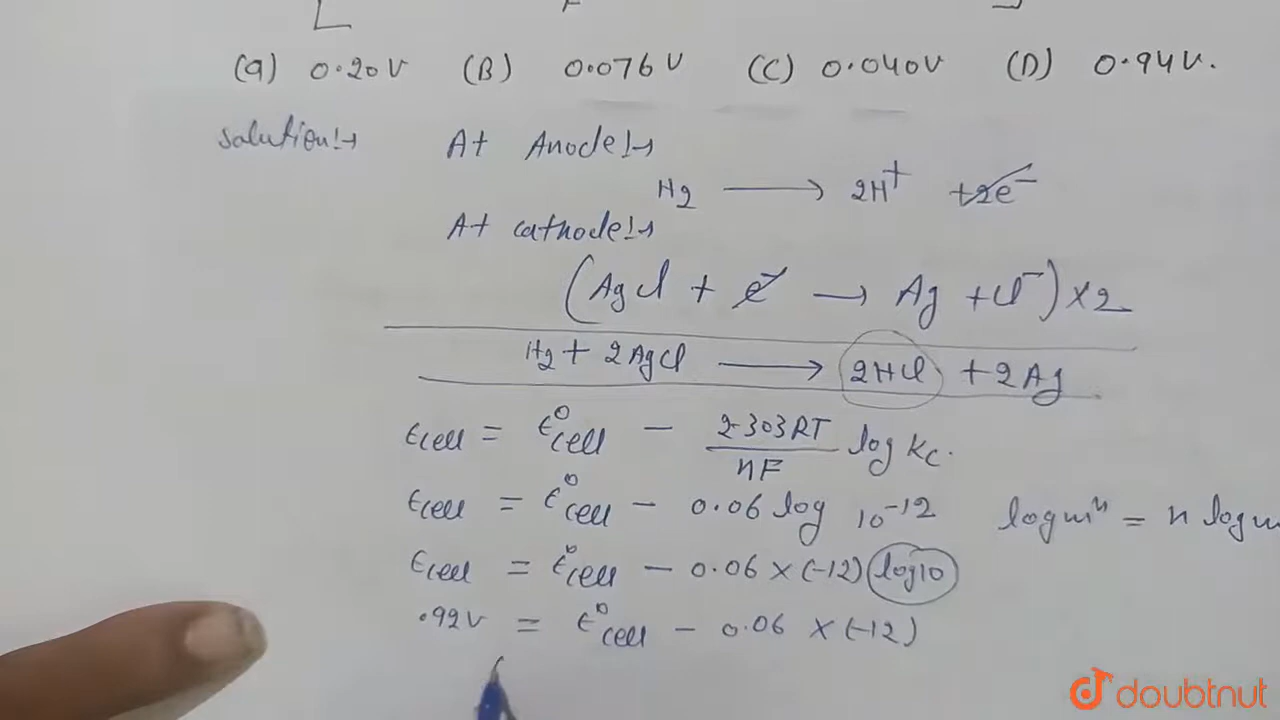 (a) 0.20V (B) 0.076V (C) 0.040V (D) 0.94V.
Solution:→ At Anode:→
H2 ⟶ 2H+ +2e−
At cathode:→
(AgCl + e− ⟶ Ag + Cl−)×2
H2 + 2AgCl ⟶ 2HCl + 2Ag
Ecell = E°cell − 2.303RT/nF log Kc.
Ecell = E°cell − 0.06 log 10−12 log mn = n log m
Ecell = E°cell − 0.06 × (−12) log10
.92V = E°cell − 0.06 × (−12)
doubtnut